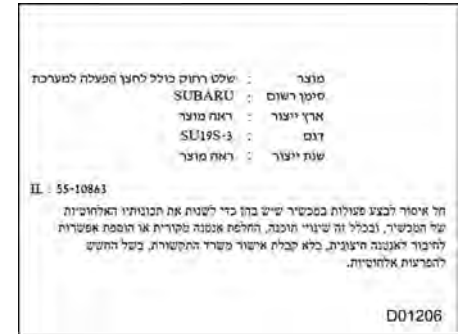 מוצר : שלט רחוק כולל לחצן הפעלה למערכת
סימן רשום : SUBARU
ארץ ייצור : ראה מוצר
דגם : SU19S-3
שנת ייצור : ראה מוצר
IL : 55-10863
חל איסור לבצע פעולות במכשיר שיש בהן כדי לשנות את תכונותיו האלחוטיות
של המכשיר, ובכלל זה שינויי תוכנה, החלפת אנטנה מקורית או הוספת אפשרות
לחיבור לאנטנה חיצונית, בלא קבלת אישור משרד התקשורת, בשל החשש
להפרעות אלחוטיות.
D01206